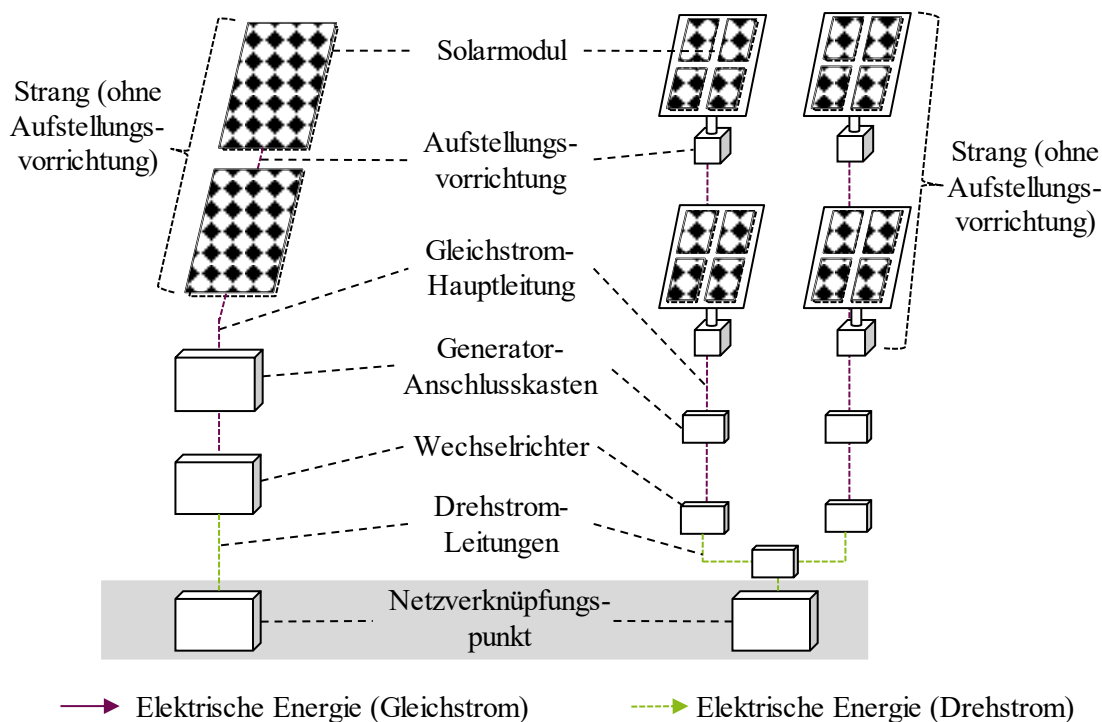 Solarmodul
Strang (ohne
Aufstellungs-
vorrichtung)
Aufstellungs-
vorrichtung
Strang (ohne
Aufstellungs-
vorrichtung)
Gleichstrom-
Hauptleitung
Generator-
Anschlusskasten
Wechselrichter
Drehstrom-
Leitungen
Netzverknüpfungs-
punkt
Elektrische Energie (Gleichstrom)
Elektrische Energie (Drehstrom)